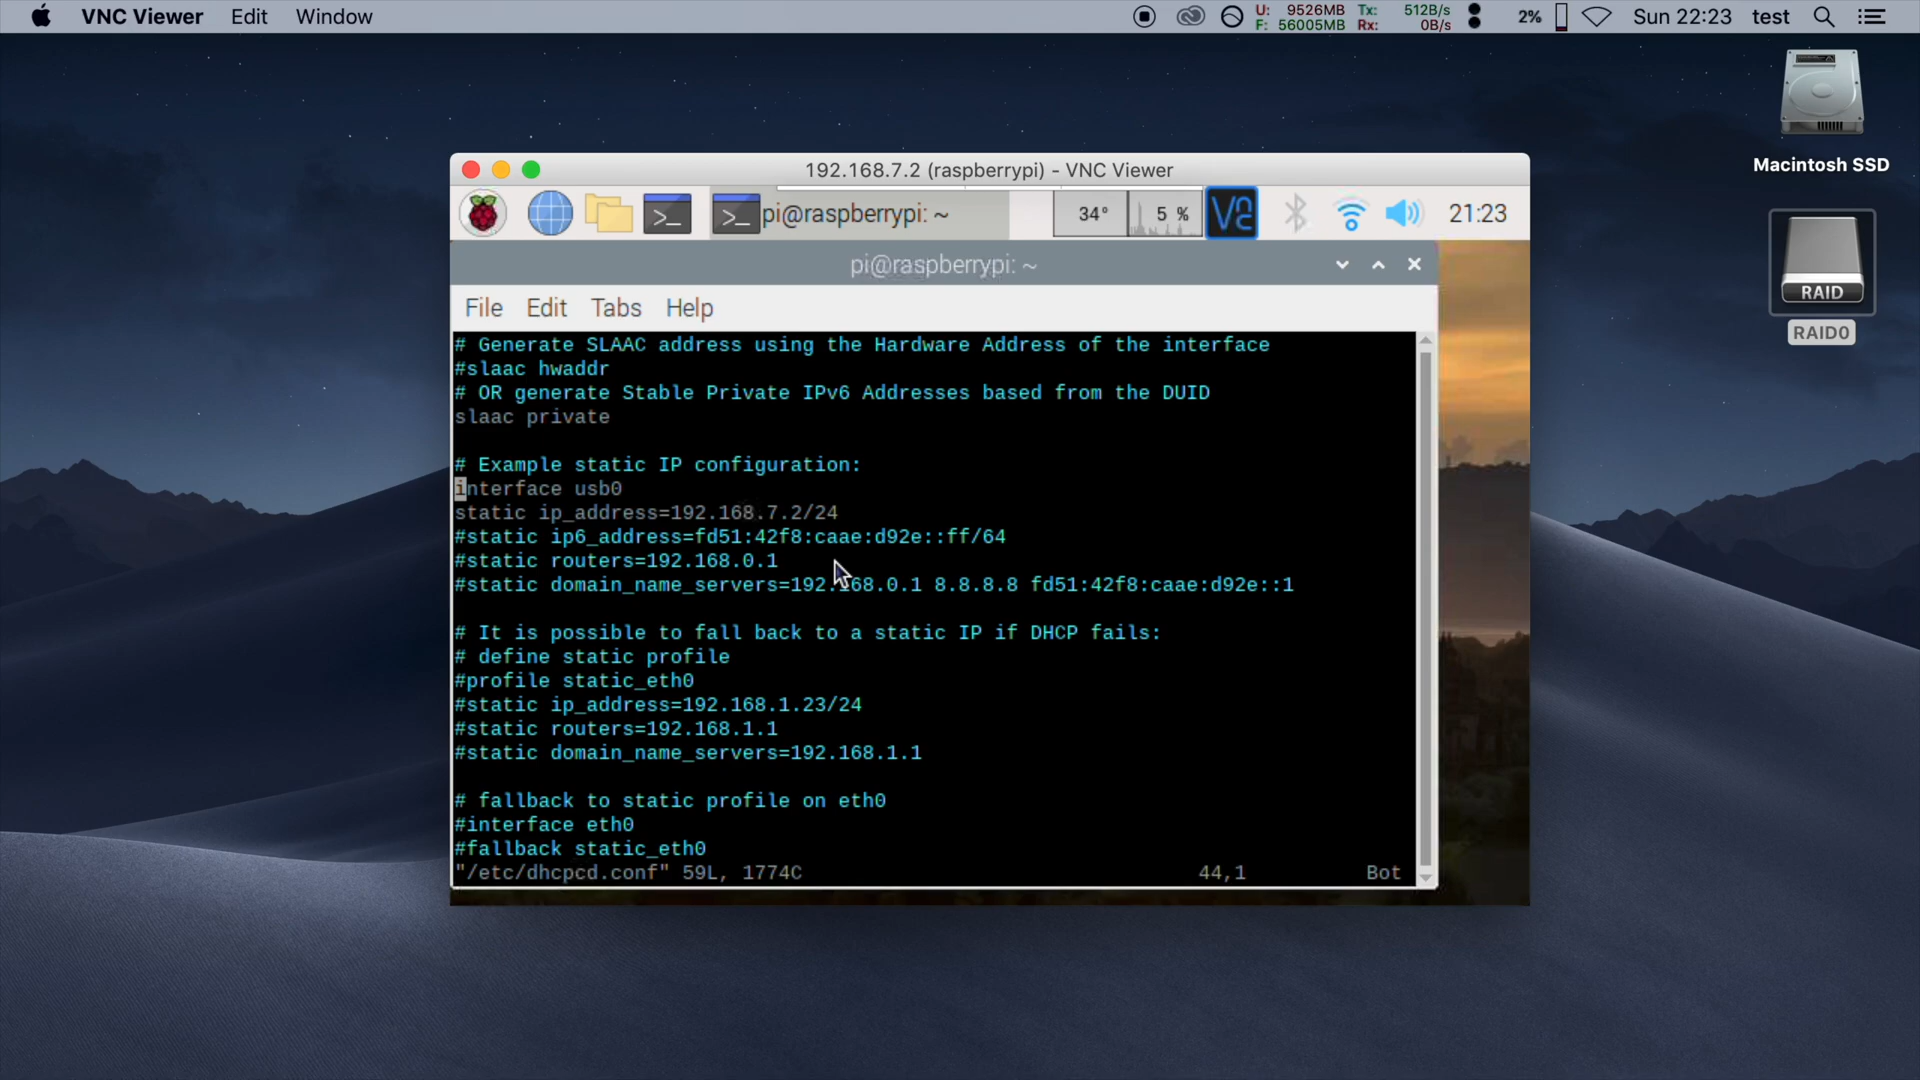 VNC Viewer Edit Window
U: 9526MB Tx: 512B/s
F: 56005MB Rx: 0B/s
2% Sun 22:23 test
Macintosh SSD
RAID
RAID0
192.168.7.2 (raspberrypi) - VNC Viewer
>_ >_ pi@raspberrypi: ~ 34° 5 % V2 21:23
pi@raspberrypi: ~
File Edit Tabs Help
# Generate SLAAC address using the Hardware Address of the interface
#slaac hwaddr
# OR generate Stable Private IPv6 Addresses based from the DUID
slaac private
# Example static IP configuration:
interface usb0
static ip_address=192.168.7.2/24
#static ip6_address=fd51:42f8:caae:d92e::ff/64
#static routers=192.168.0.1
#static domain_name_servers=192.168.0.1 8.8.8.8 fd51:42f8:caae:d92e::1
# It is possible to fall back to a static IP if DHCP fails:
# define static profile
#profile static_eth0
#static ip_address=192.168.1.23/24
#static routers=192.168.1.1
#static domain_name_servers=192.168.1.1
# fallback to static profile on eth0
#interface eth0
#fallback static_eth0
"/etc/dhcpcd.conf" 59L, 1774C 44,1 Bot